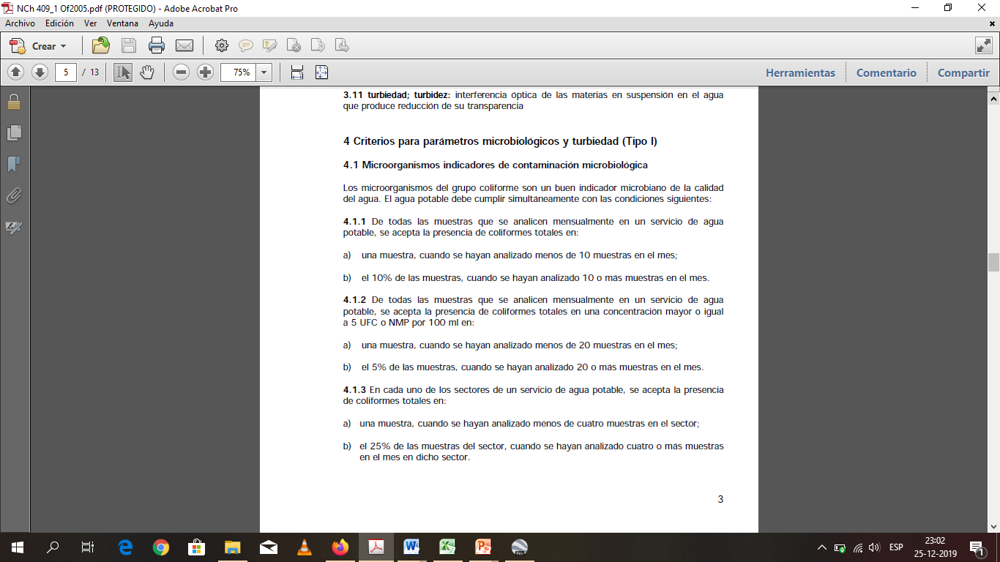 NCh 409_1 Of2005.pdf (PROTEGIDO) - Adobe Acrobat Pro
Archivo Edición Ver Ventana Ayuda
Crear
5 / 13 75% Herramientas Comentario Compartir
3.11 turbiedad; turbidez: interferencia óptica de las materias en suspensión en el agua
que produce reducción de su transparencia
4 Criterios para parámetros microbiológicos y turbiedad (Tipo I)
4.1 Microorganismos indicadores de contaminación microbiológica
Los microorganismos del grupo coliforme son un buen indicador microbiano de la calidad
del agua. El agua potable debe cumplir simultáneamente con las condiciones siguientes:
4.1.1 De todas las muestras que se analicen mensualmente en un servicio de agua
potable, se acepta la presencia de coliformes totales en:
a) una muestra, cuando se hayan analizado menos de 10 muestras en el mes;
b) el 10% de las muestras, cuando se hayan analizado 10 o más muestras en el mes.
4.1.2 De todas las muestras que se analicen mensualmente en un servicio de agua
potable, se acepta la presencia de coliformes totales en una concentración mayor o igual
a 5 UFC o NMP por 100 ml en:
a) una muestra, cuando se hayan analizado menos de 20 muestras en el mes;
b) el 5% de las muestras, cuando se hayan analizado 20 o más muestras en el mes.
4.1.3 En cada uno de los sectores de un servicio de agua potable, se acepta la presencia
de coliformes totales en:
a) una muestra, cuando se hayan analizado menos de cuatro muestras en el sector;
b) el 25% de las muestras del sector, cuando se hayan analizado cuatro o más muestras
en el mes en dicho sector.
3
ESP
23:02
25-12-2019
1